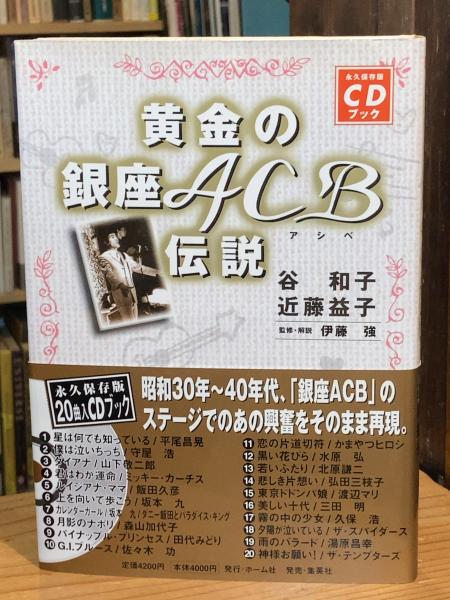 永久保存版
CD
ブック
黄金の
銀座ACB
アシベ
伝説
谷 和子
近藤益子
監修・解説 伊藤 強
永久保存版
20曲入CDブック
昭和30年~40年代、「銀座ACB」の
ステージでのあの興奮をそのまま再現。
1 星は何でも知っている/平尾昌晃
2 僕は泣いちっち/守屋 浩
3 ダイアナ/山下敬二郎
4 君はわが運命/ミッキー・カーチス
5 ルイジアナ・ママ/飯田久彦
6 上を向いて歩こう/坂本 九
7 カレンダーガール/坂本 九/ダニー飯田とパラダイス・キング
8 月影のナポリ/森山加代子
9 パイナップル・プリンセス/田代みどり
10 G.I.ブルース/佐々木 功
11 恋の片道切符/かまやつヒロシ
12 黒い花びら/水原 弘
13 若いふたり/北原謙二
14 悲しき片想い/弘田三枝子
15 東京ドドンパ娘/渡辺マリ
16 美しい十代/三田 明
17 霧の中の少女/久保 浩
18 夕陽が泣いている/ザ・スパイダース
19 雨のバラード/湯原昌幸
20 神様お願い!/ザ・テンプターズ
定価4200円 本体4000円 発行・ホーム社 発売・集英社